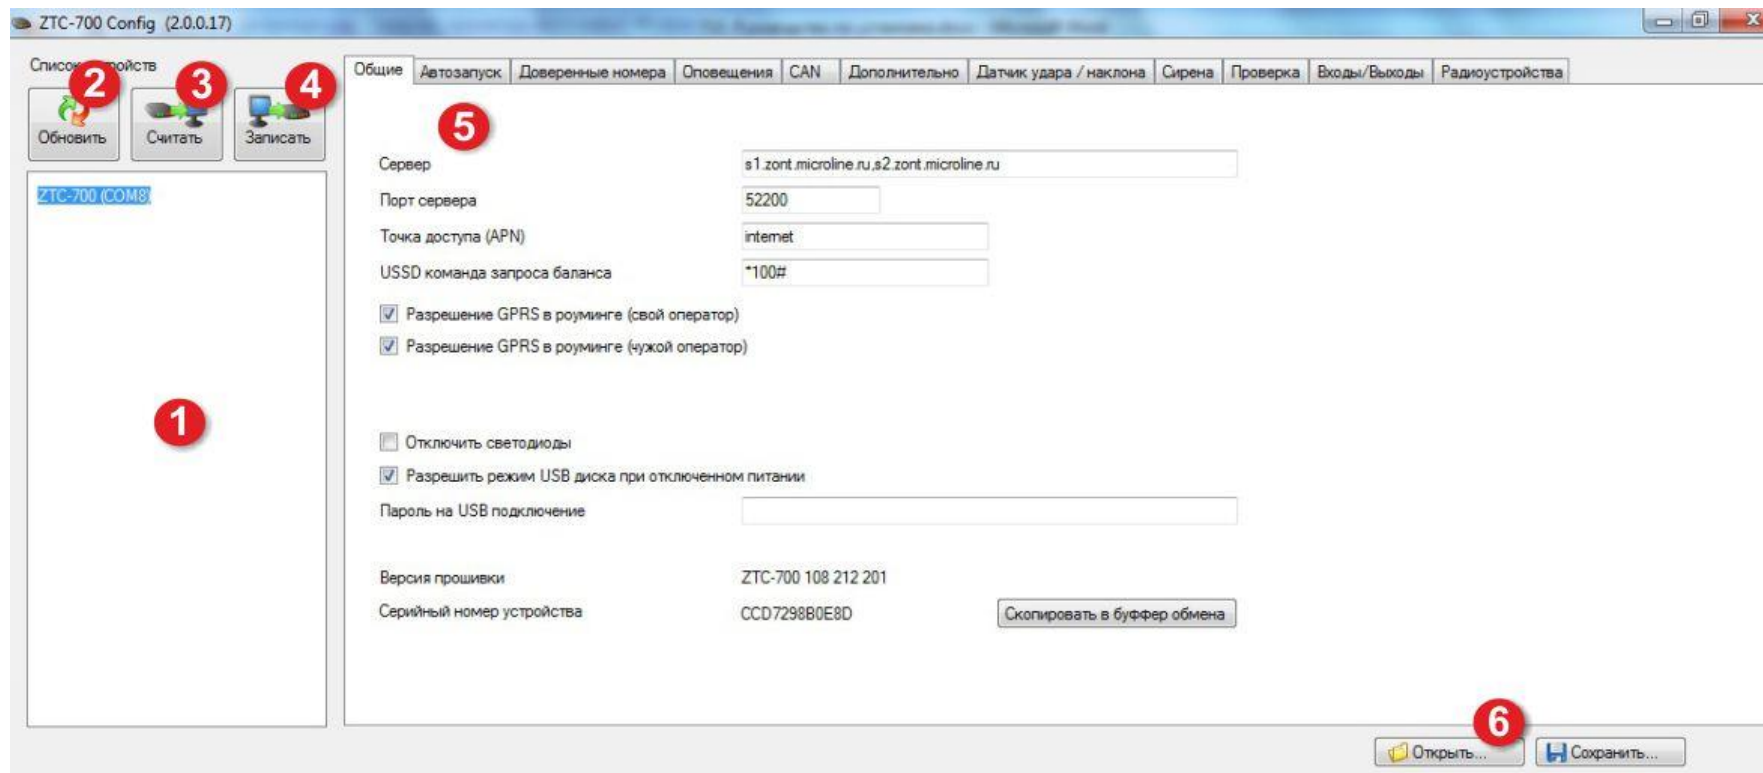 ZTC-700 Config (2.0.0.17)
Список
2
3
4
Обновить
Считать
Записать
ZTC-700 (COM8)
1
Общие Автозапуск Доверенные номера Оповещения CAN Дополнительно Датчик удара / наклона Сирена Проверка Входы/Выходы Радиоустройства
5
Сервер s1.zont.microline.ru,s2.zont.microline.ru
Порт сервера 52200
Точка доступа (APN) internet
USSD команда запроса баланса *100#
Разрешение GPRS в роуминге (свой оператор)
Разрешение GPRS в роуминге (чужой оператор)
Отключить светодиоды
Разрешить режим USB диска при отключенном питании
Пароль на USB подключение
Версия прошивки ZTC-700 108 212 201
Серийный номер устройства CCD7298B0E8D Скопировать в буффер обмена
6
Открыть... Сохранить...